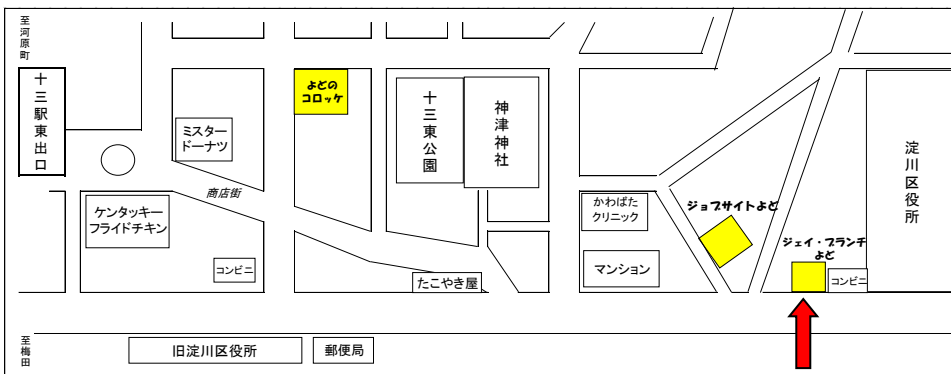 至河原町
十三駅東出口
ミスター
ドーナツ
よどの
コロッケ
十三東公園
神津神社
淀川区役所
商店街
ケンタッキー
フライドチキン
コンビニ
たこやき屋
かわばた
クリニック
マンション
ジョブサイトよど
ジェイ・ブランチ
よど
コンビニ
至梅田
旧淀川区役所
郵便局